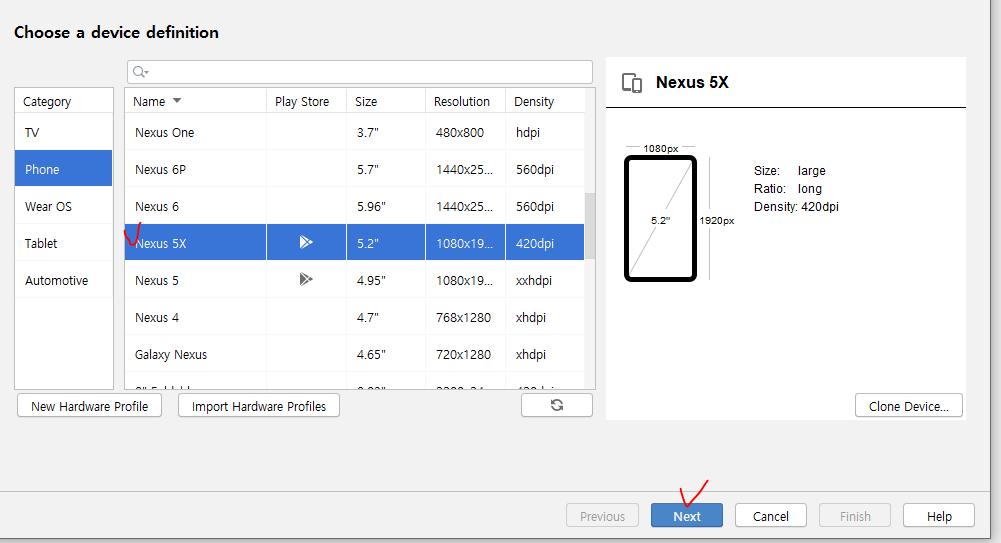 Choose a device definition
Category
TV
Phone
Wear OS
Tablet
Automotive
Name Play Store Size Resolution Density
Nexus One 3.7" 480x800 hdpi
Nexus 6P 5.7" 1440x25... 560dpi
Nexus 6 5.96" 1440x25... 560dpi
Nexus 5X 5.2" 1080x19... 420dpi
Nexus 5 4.95" 1080x19... xxhdpi
Nexus 4 4.7" 768x1280 xhdpi
Galaxy Nexus 4.65" 720x1280 xhdpi
New Hardware Profile Import Hardware Profiles
Nexus 5X
1080px
5.2"
1920px
Size: large
Ratio: long
Density: 420dpi
Clone Device...
Previous Next Cancel Finish Help